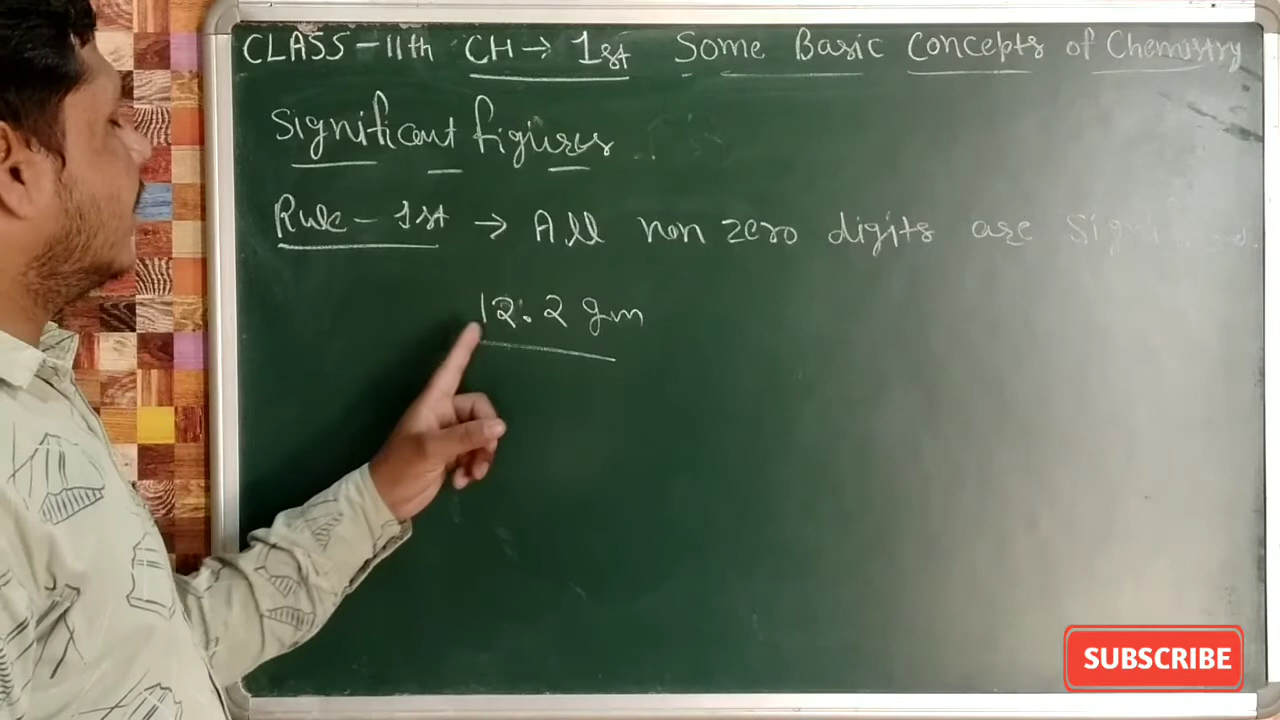 CLASS-11th CH→ 1st Some Basic Concepts of Chemistry
Significant figures
Rule-1st → All non zero digits are
12.2 gm
SUBSCRIBE